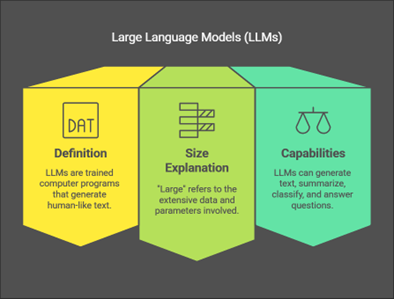 Large Language Models (LLMs)
DAT
Definition
LLMs are trained
computer programs
that generate
human-like text.
Size
Explanation
"Large" refers to the
extensive data and
parameters involved.
Capabilities
LLMs can generate
text, summarize,
classify, and answer
questions.